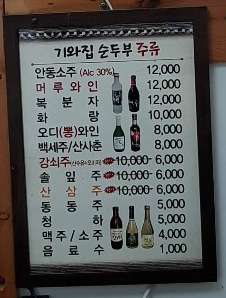 기와집 순두부 주류
안동소주 (Alc 30%) 12,000
머루와인 12,000
복분자 12,000
화랑 10,000
오디(뽕)와인 8,000
백세주/산사춘 8,000
강쇠주 10,000 6,000
솔잎주 10,000 6,000
산삼주 10,000 6,000
동동주 5,000
청하 5,000
맥주/소주 4,000
음료수 1,000